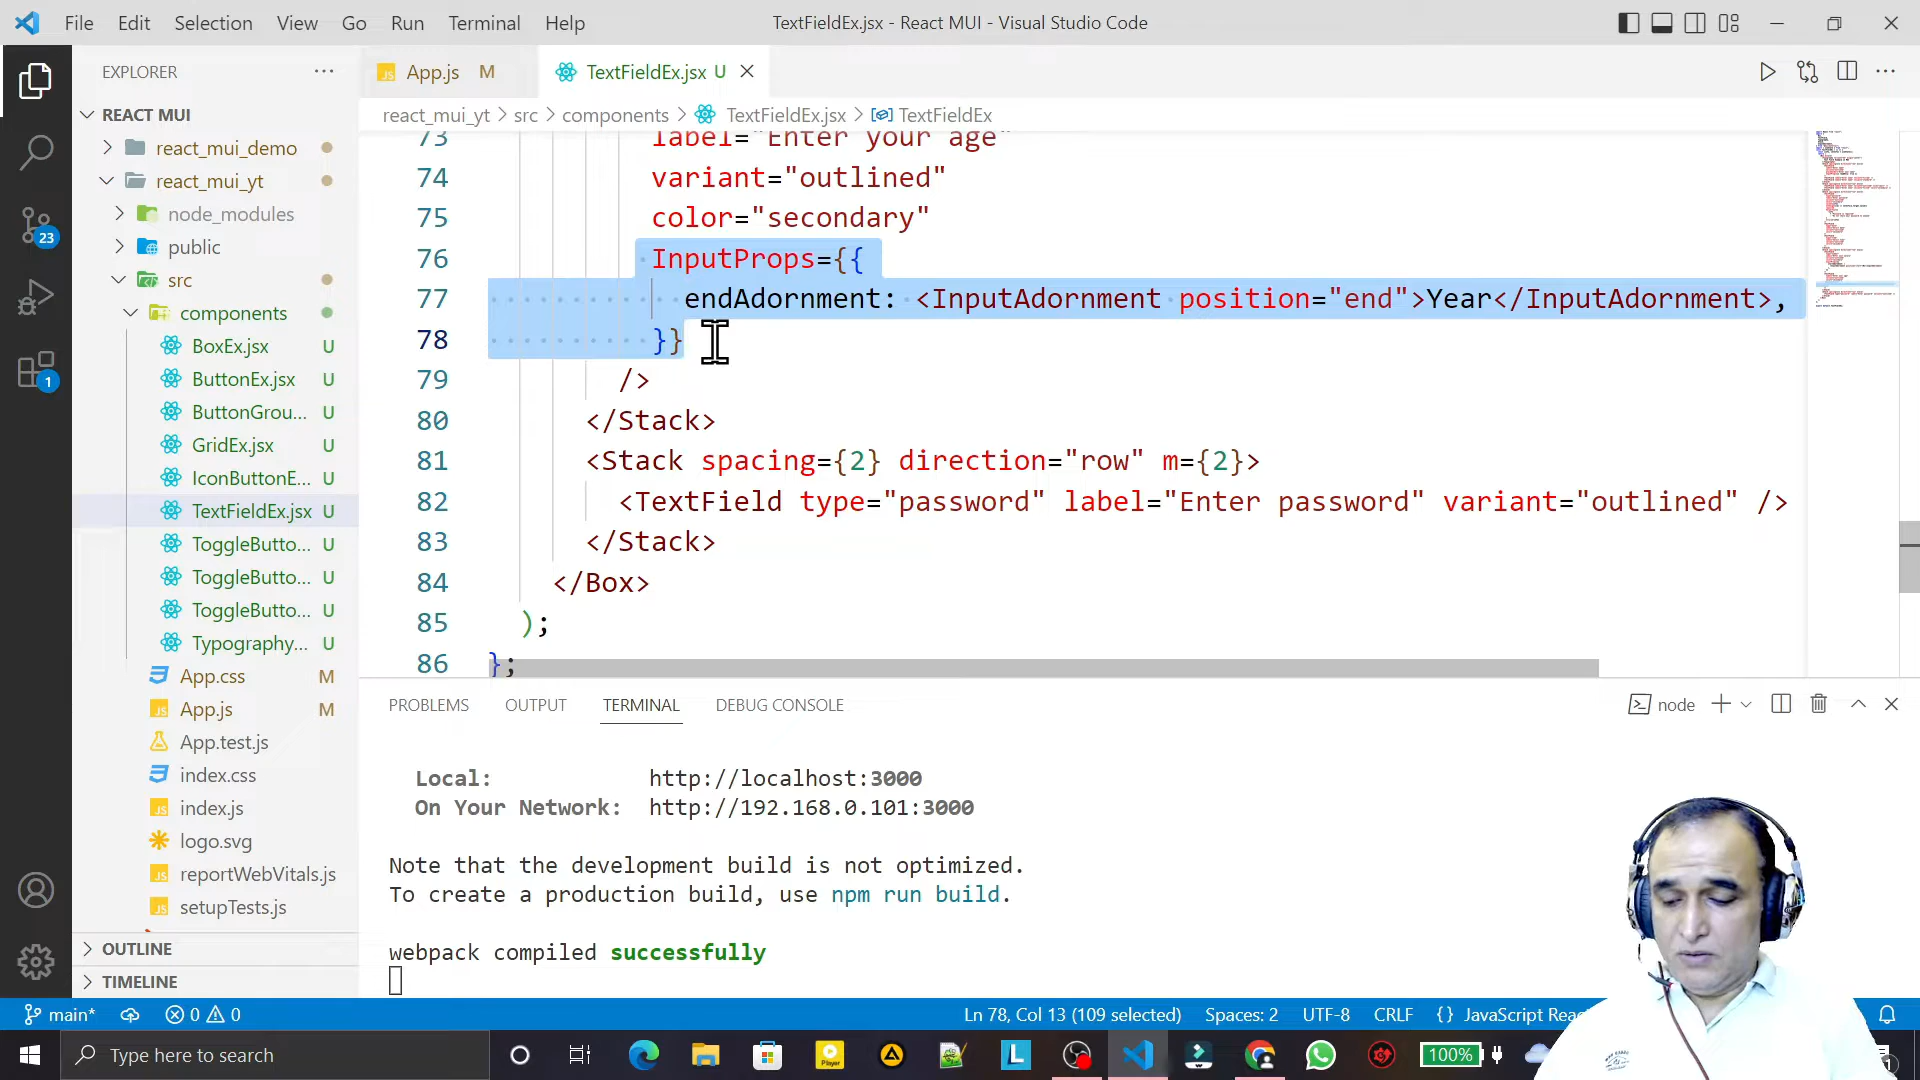 File Edit Selection View Go Run Terminal Help
TextFieldEx.jsx - React MUI - Visual Studio Code
EXPLORER
REACT MUI
react_mui_demo
react_mui_yt
node_modules
public
src
components
BoxEx.jsx U
ButtonEx.jsx U
ButtonGrou... U
GridEx.jsx U
IconButtonE... U
TextFieldEx.jsx U
ToggleButto... U
ToggleButto... U
ToggleButto... U
Typography... U
App.css M
App.js M
App.test.js
index.css
index.js
logo.svg
reportWebVitals.js
setupTests.js
OUTLINE
TIMELINE
23
1
App.js M
TextFieldEx.jsx U
react_mui_yt > src > components > TextFieldEx.jsx > TextFieldEx
73 label="Enter your age"
74 variant="outlined"
75 color="secondary"
76 InputProps={{
77 endAdornment: <InputAdornment position="end">Year</InputAdornment>,
78 }}
79 />
80 </Stack>
81 <Stack spacing={2} direction="row" m={2}>
82 <TextField type="password" label="Enter password" variant="outlined" />
83 </Stack>
84 </Box>
85 );
86 };
PROBLEMS OUTPUT TERMINAL DEBUG CONSOLE
node
Local: http://localhost:3000
On Your Network: http://192.168.0.101:3000
Note that the development build is not optimized.
To create a production build, use npm run build.
webpack compiled successfully
main* 0 0
Ln 78, Col 13 (109 selected) Spaces: 2 UTF-8 CRLF {} JavaScript Reac
Type here to search
100%